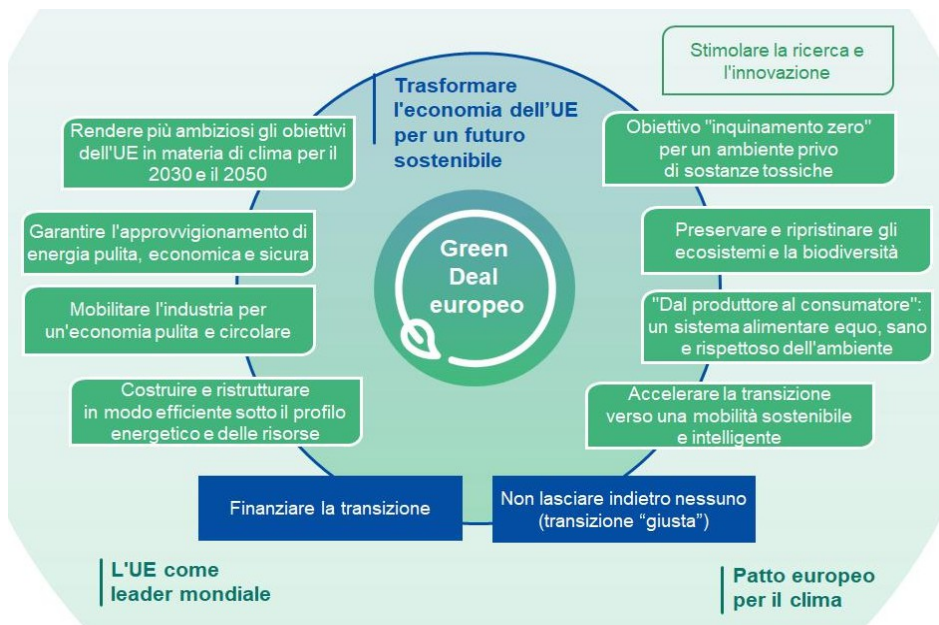 Stimolare la ricerca e
l'innovazione
Trasformare
l'economia dell'UE
per un futuro
sostenibile
Rendere più ambiziosi gli obiettivi
dell'UE in materia di clima per il
2030 e il 2050
Obiettivo "inquinamento zero"
per un ambiente privo
di sostanze tossiche
Garantire l'approvvigionamento di
energia pulita, economica e sicura
Preservare e ripristinare gli
ecosistemi e la biodiversità
Green
Deal
europeo
Mobilitare l'industria per
un'economia pulita e circolare
"Dal produttore al consumatore":
un sistema alimentare equo, sano
e rispettoso dell'ambiente
Costruire e ristrutturare
in modo efficiente sotto il profilo
energetico e delle risorse
Accelerare la transizione
verso una mobilità sostenibile
e intelligente
Finanziare la transizione
Non lasciare indietro nessuno
(transizione “giusta”)
L'UE come
leader mondiale
Patto europeo
per il clima